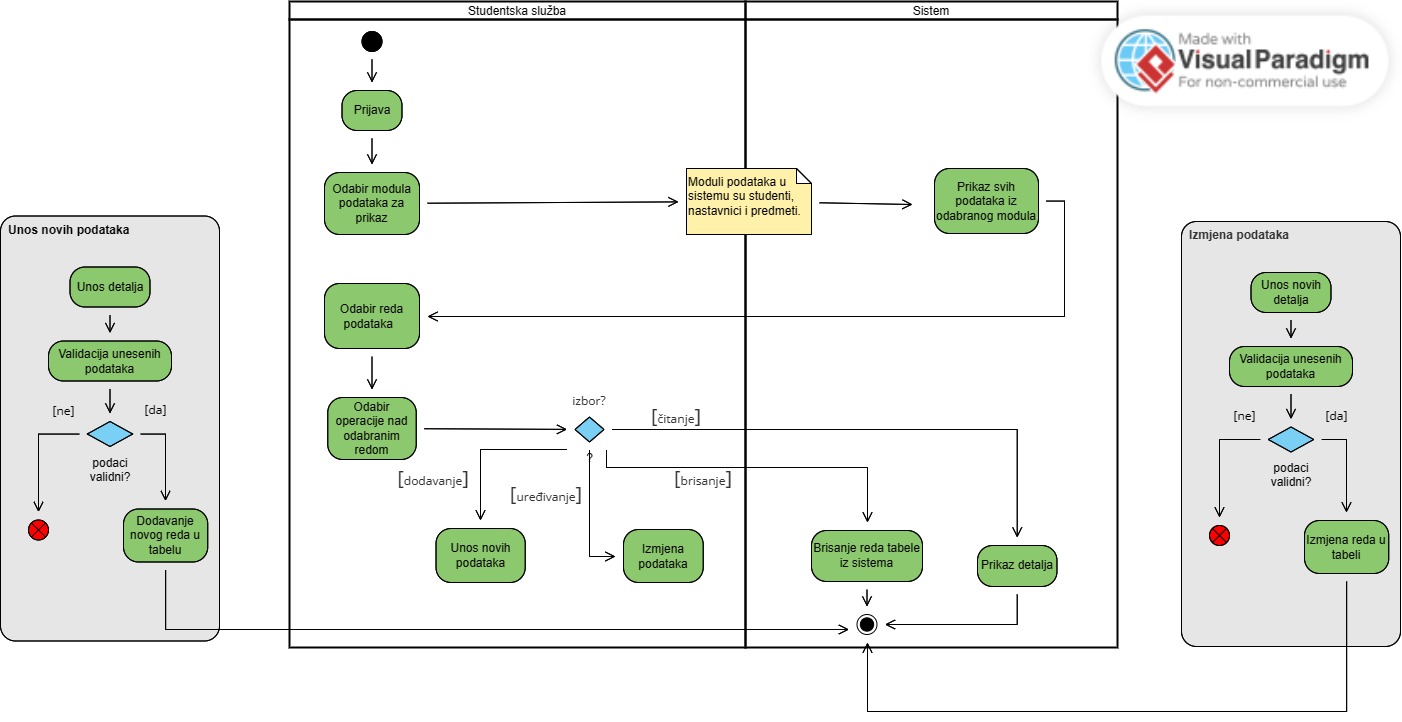 Studentska služba
Sistem
Made with
Visual Paradigm
For non-commercial use
Prijava
Odabir modula
podataka za
prikaz
Moduli podataka u
sistemu su studenti,
nastavnici i predmeti.
Prikaz svih
podataka iz
odabranog modula
Unos novih podataka
Unos detalja
Validacija unesenih
podataka
[ne]
[da]
podaci
validni?
Dodavanje
novog reda u
tabelu
Odabir reda
podataka
Odabir
operacije nad
odabranim
redom
izbor?
[čitanje]
?
[dodavanje]
[uređivanje]
[brisanje]
Unos novih
podataka
Izmjena
podataka
Brisanje reda tabele
iz sistema
Prikaz detalja
Izmjena podataka
Unos novih
detalja
Validacija unesenih
podataka
[ne]
[da]
podaci
validni?
Izmjena reda u
tabeli